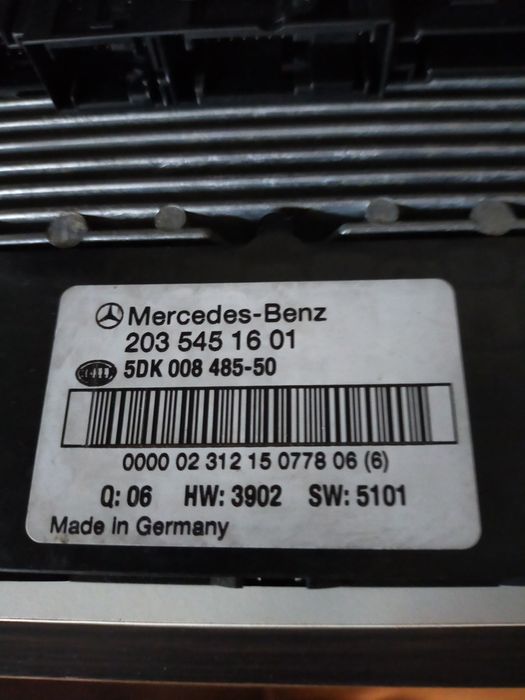 Mercedes-Benz
203 545 16 01
HELLA 5DK 008 485-50
0000 02 312 15 0778 06 (6)
Q: 06 HW: 3902 SW: 5101
Made in Germany